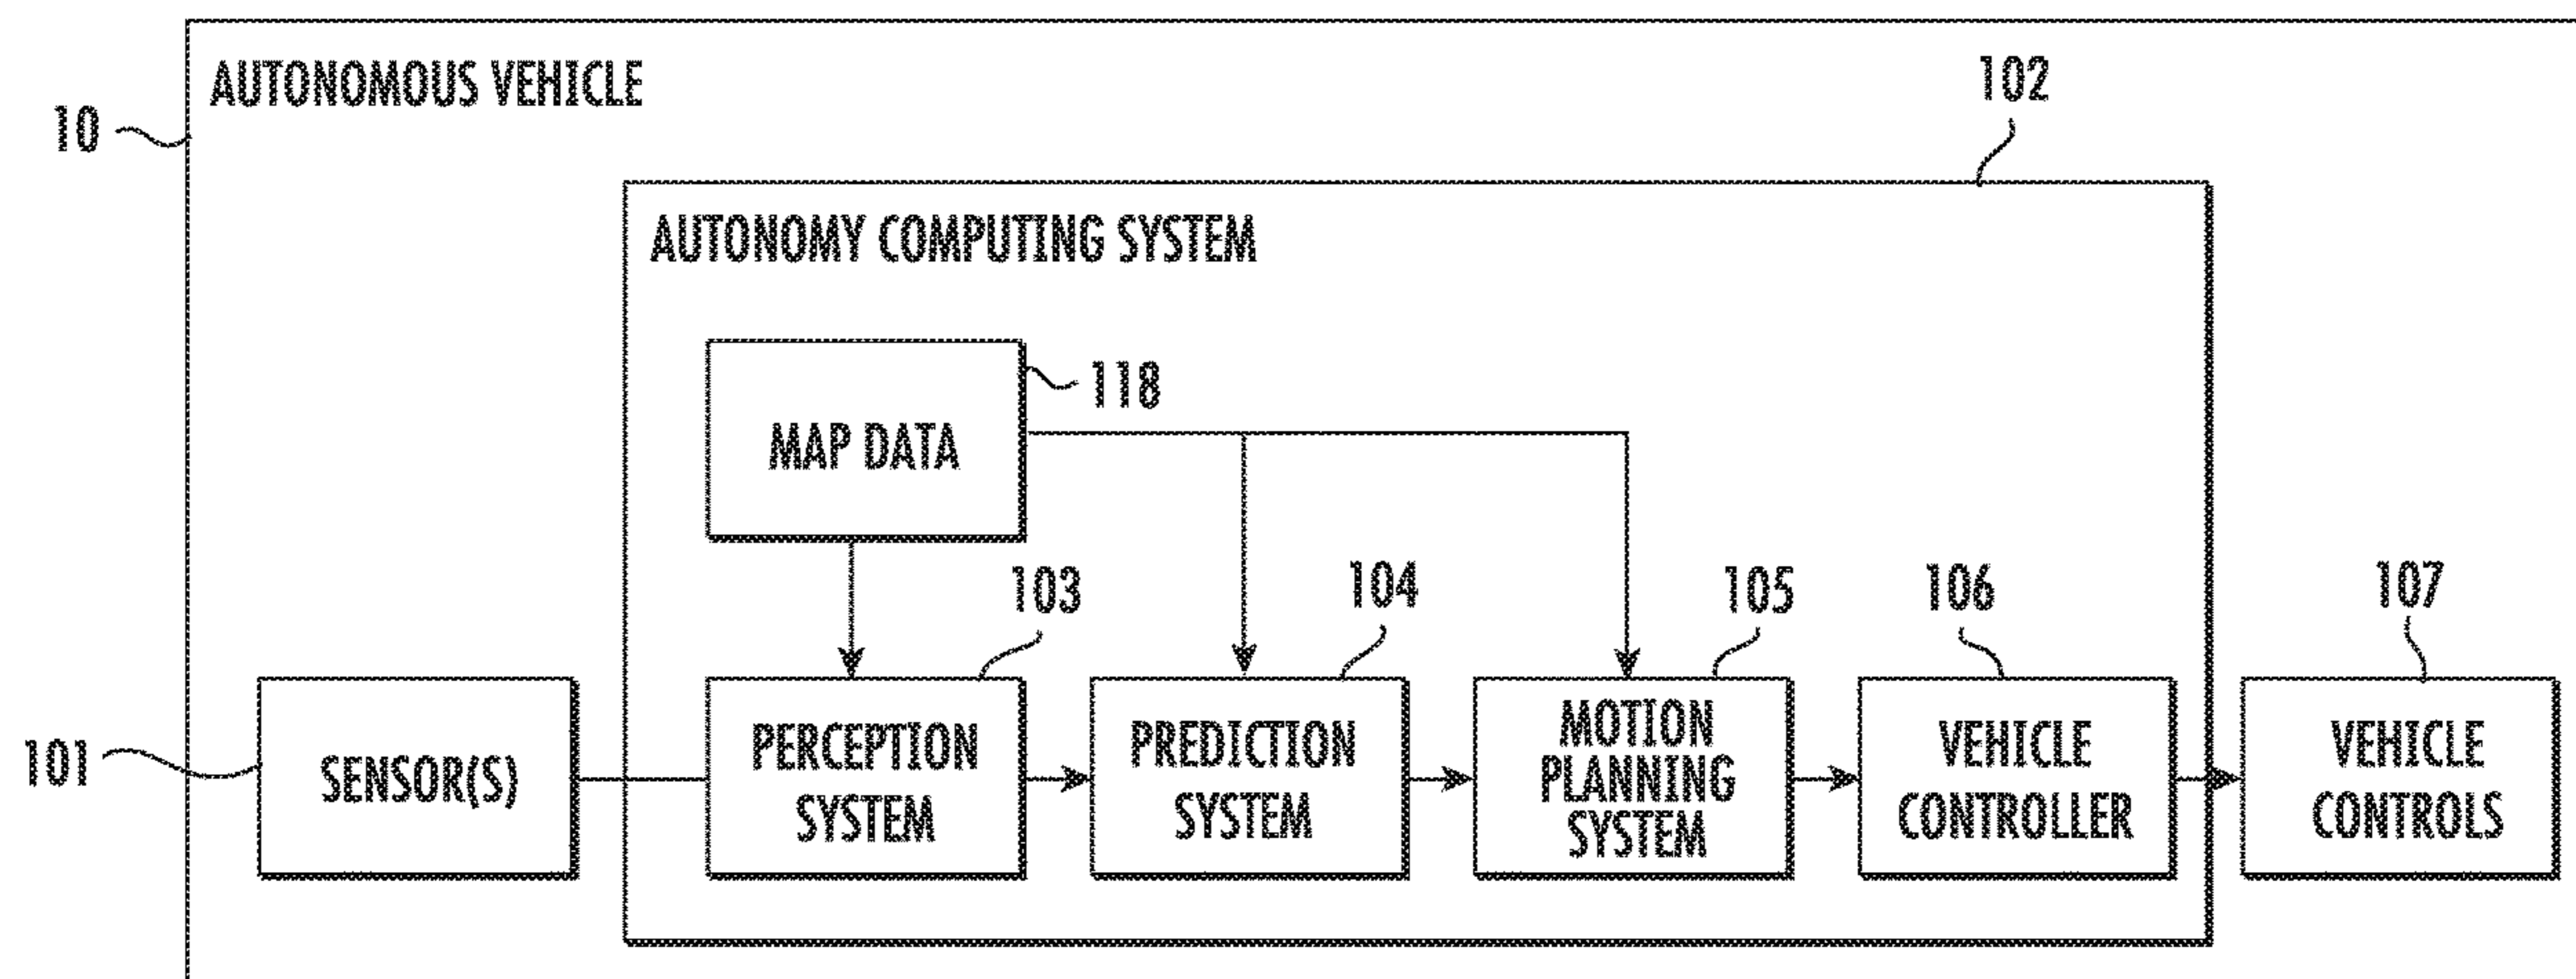 AUTONOMOUS VEHICLE
10
102
AUTONOMY COMPUTING SYSTEM
118
MAP DATA
103
104
105
106
107
101
SENSOR(S)
PERCEPTION
SYSTEM
PREDICTION
SYSTEM
MOTION
PLANNING
SYSTEM
VEHICLE
CONTROLLER
VEHICLE
CONTROLS